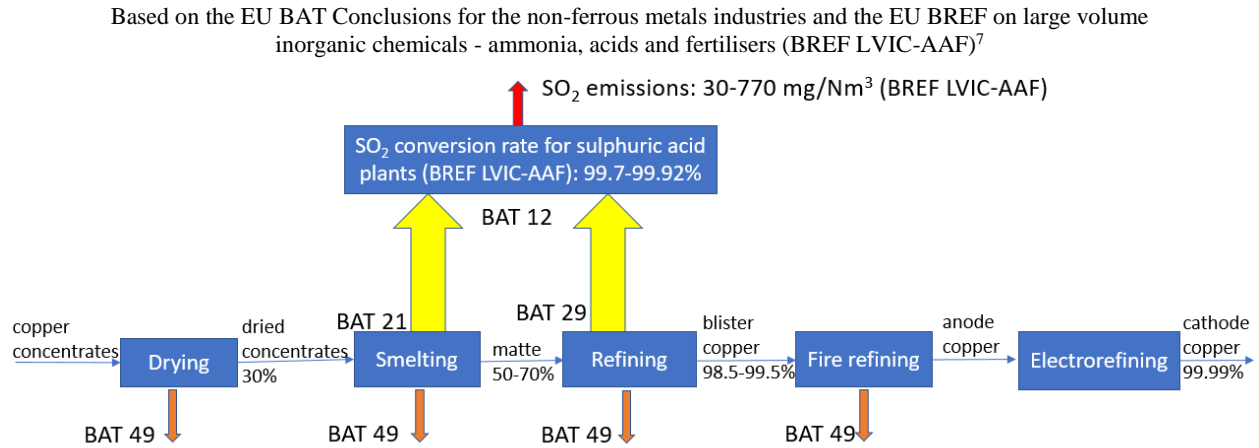 Based on the EU BAT Conclusions for the non-ferrous metals industries and the EU BREF on large volume
inorganic chemicals - ammonia, acids and fertilisers (BREF LVIC-AAF)⁷
SO₂ emissions: 30-770 mg/Nm³ (BREF LVIC-AAF)
SO₂ conversion rate for sulphuric acid
plants (BREF LVIC-AAF): 99.7-99.92%
BAT 12
BAT 21
BAT 29
copper
concentrates
Drying
dried
concentrates
30%
Smelting
matte
50-70%
Refining
blister
copper
98.5-99.5%
Fire refining
anode
copper
Electrorefining
cathode
copper
99.99%
BAT 49
BAT 49
BAT 49
BAT 49